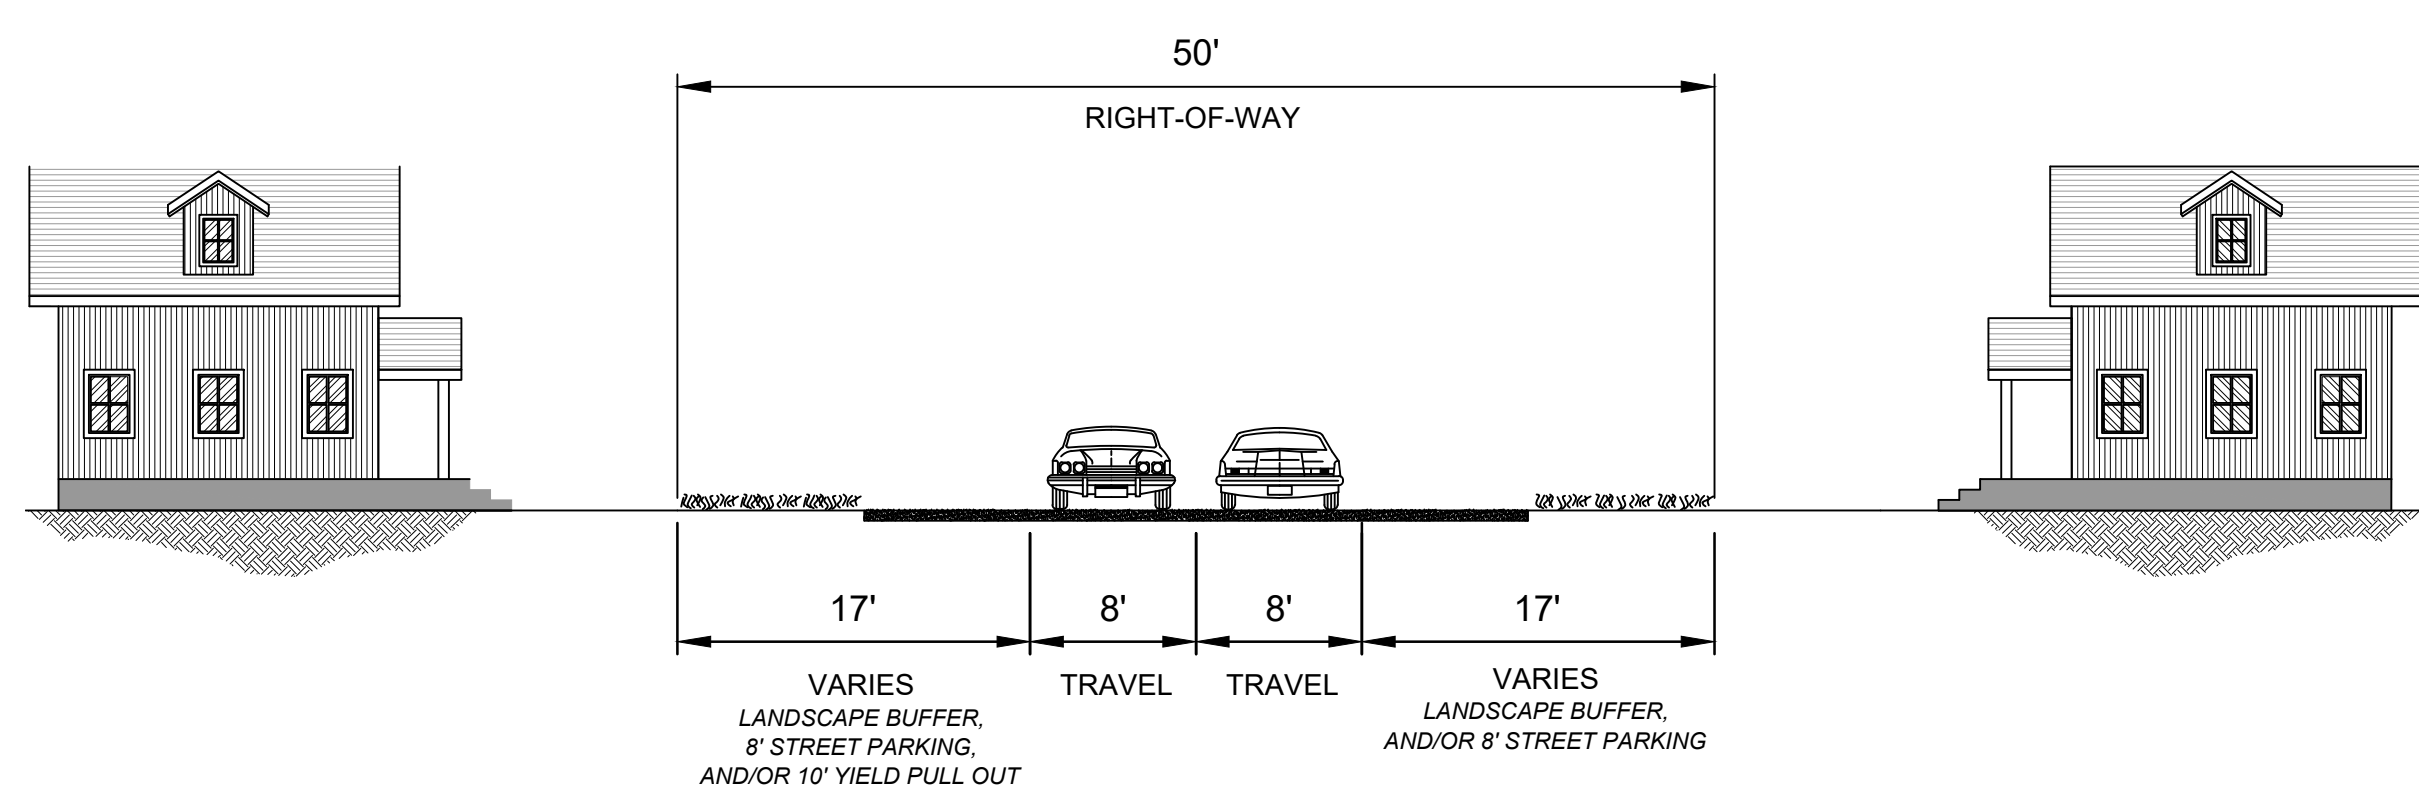 50'
RIGHT-OF-WAY
17'
8'
8'
17'
VARIES
LANDSCAPE BUFFER,
8' STREET PARKING,
AND/OR 10' YIELD PULL OUT
TRAVEL
TRAVEL
VARIES
LANDSCAPE BUFFER,
AND/OR 8' STREET PARKING